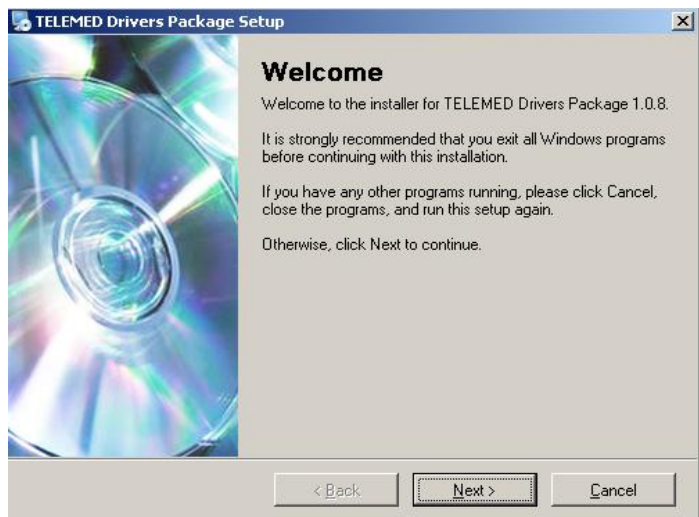 TELEMED Drivers Package Setup
Welcome
Welcome to the installer for TELEMED Drivers Package 1.0.8.
It is strongly recommended that you exit all Windows programs
before continuing with this installation.
If you have any other programs running, please click Cancel,
close the programs, and run this setup again.
Otherwise, click Next to continue.
< Back
Next >
Cancel